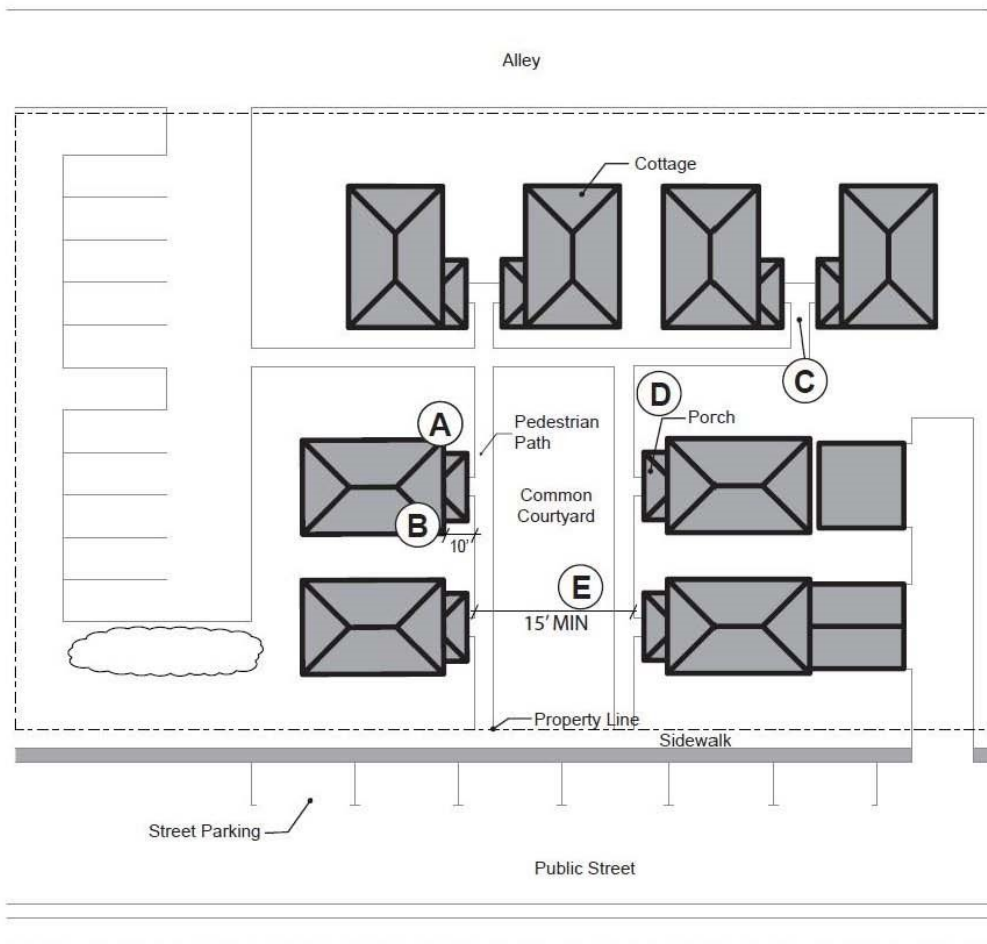 Alley
Cottage
C
D
A
Porch
Pedestrian
Path
Common
Courtyard
B
10'
E
15' MIN
Property Line
Sidewalk
Street Parking
Public Street